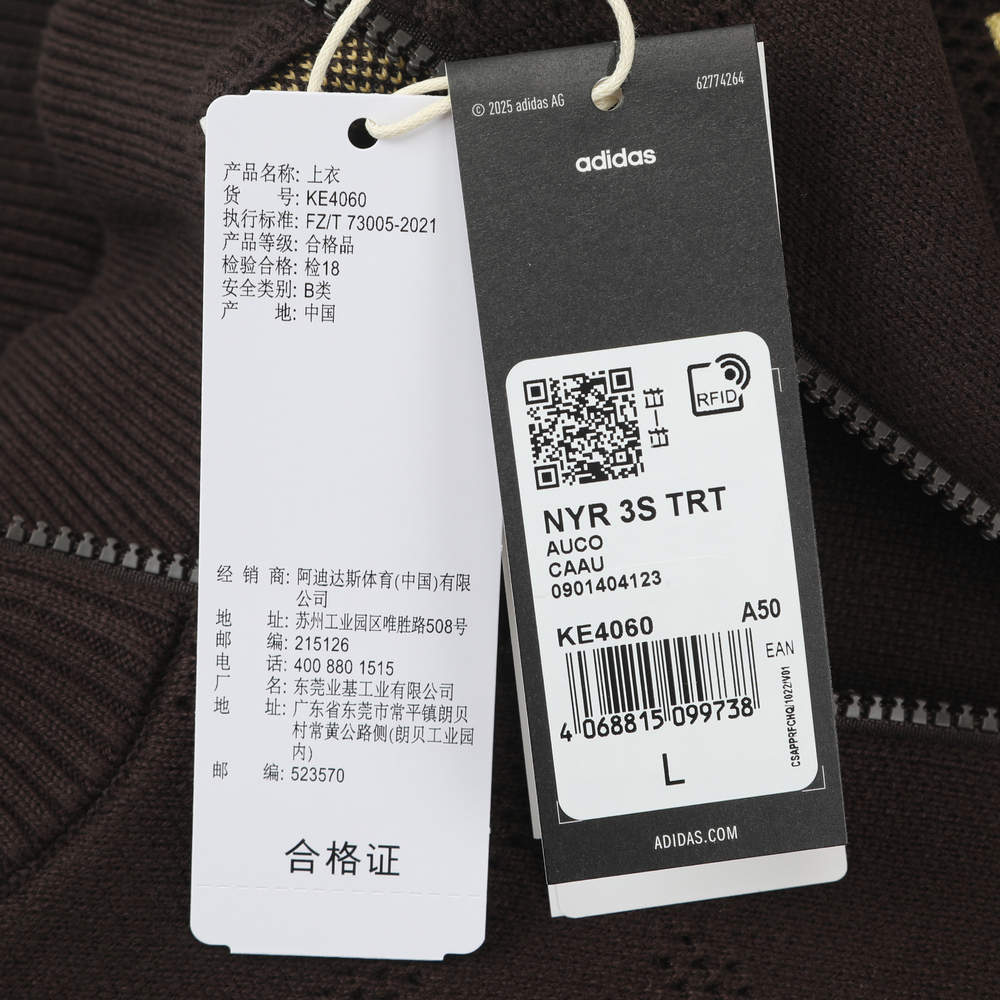 产品名称: 上衣
货 号: KE4060
执行标准: FZ/T 73005-2021
产品等级: 合格品
检验合格: 检18
安全类别: B类
产 地: 中国
经 销 商: 阿迪达斯体育(中国)有限
公司
地 址: 苏州工业园区唯胜路508号
邮 编: 215126
电 话: 400 880 1515
厂 名: 东莞业基工业有限公司
地 址: 广东省东莞市常平镇朗贝
村常黄公路侧(朗贝工业园
内)
邮 编: 523570
合格证
© 2025 adidas AG
62774264
adidas
扫一扫
RFID
NYR 3S TRT
AUCO
CAAU
0901404123
KE4060
A50
EAN
4 068815 099738
CSAPPRFCHQ/1022/V01
L
ADIDAS.COM